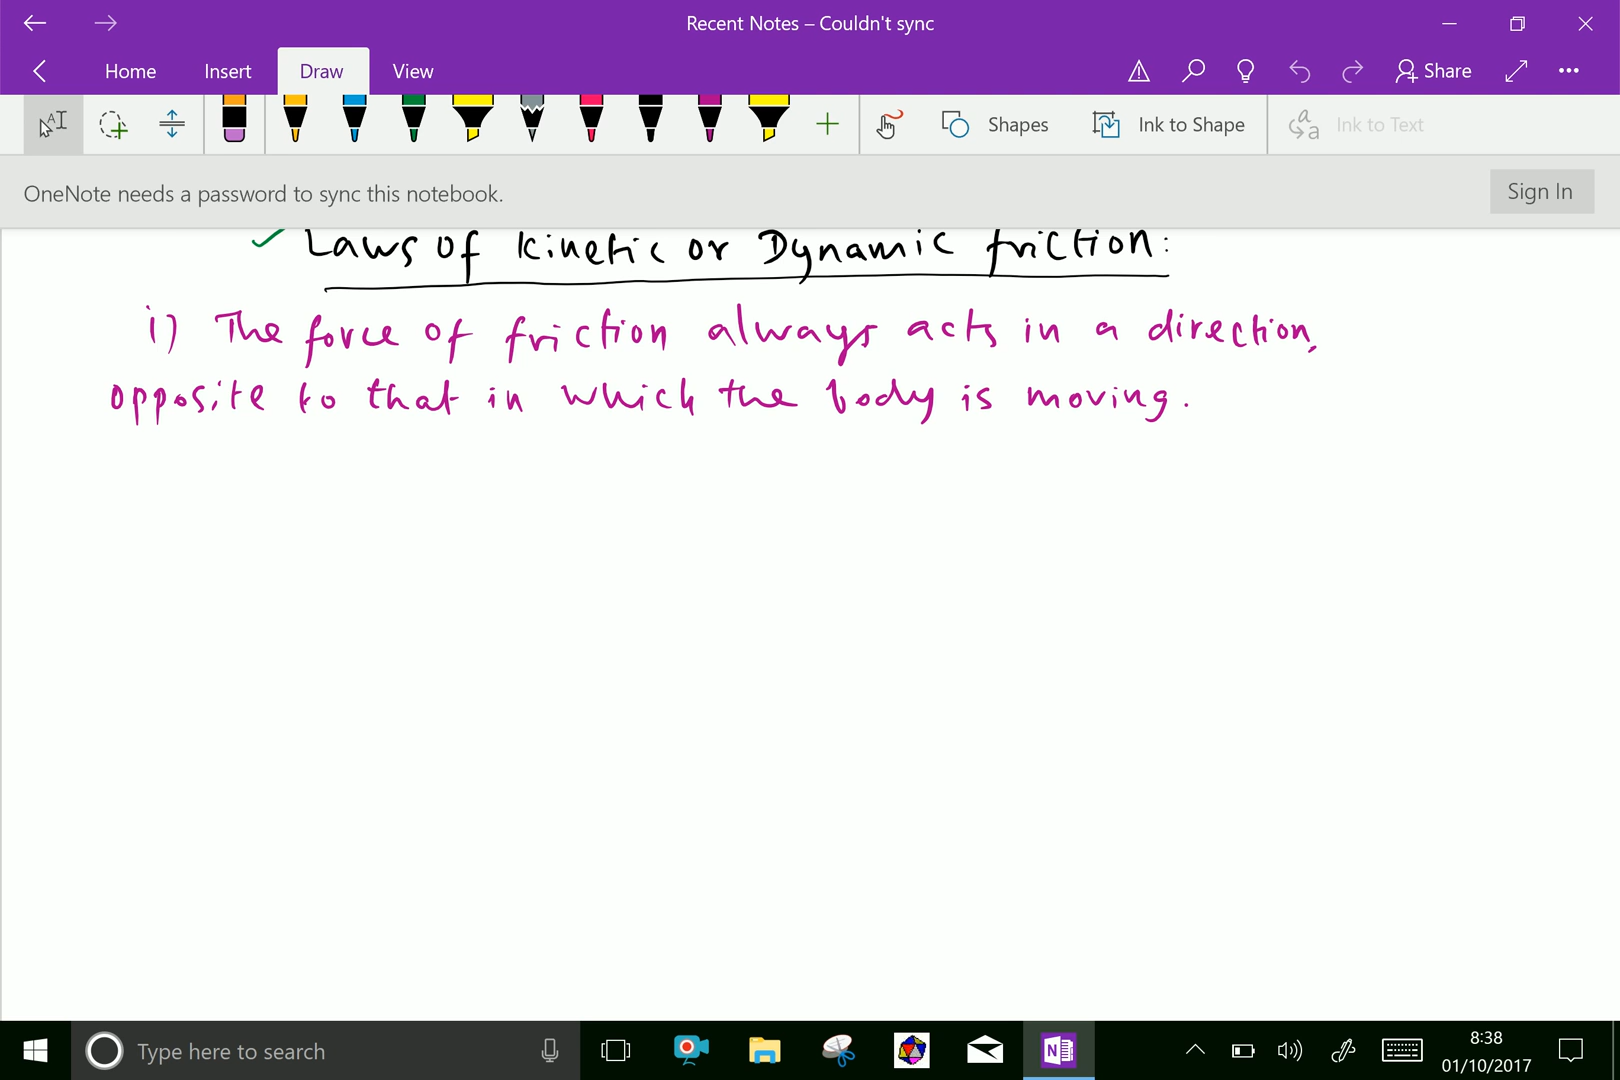 Recent Notes – Couldn't sync
Home Insert Draw View Share
Shapes Ink to Shape Ink to Text
OneNote needs a password to sync this notebook. Sign In
Laws of Kinetic or Dynamic friction:
i) The force of friction always acts in a direction,
opposite to that in which the body is moving.
Type here to search
8:38
01/10/2017